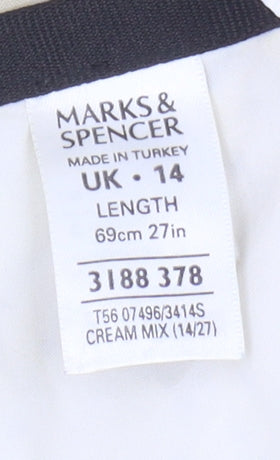 MARKS &
SPENCER
MADE IN TURKEY
UK • 14
LENGTH
69cm 27in
3188 378
T56 07496/3414S
CREAM MIX (14/27)